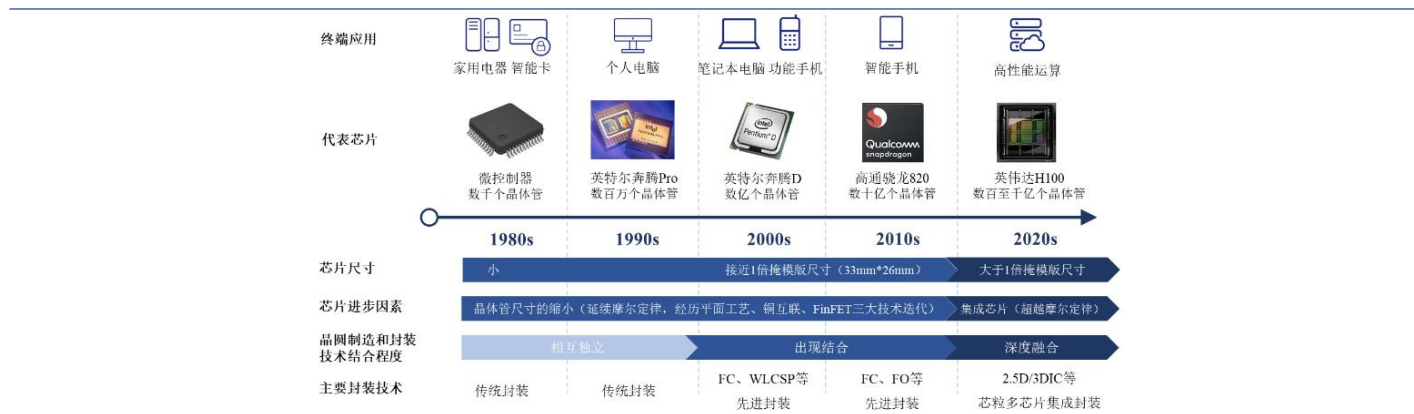 终端应用
家用电器 智能卡
个人电脑
笔记本电脑 功能手机
智能手机
高性能运算
代表芯片
intel
PENTIUM PRO
intel
Pentium D
Qualcomm
snapdragon
微控制器
数千个晶体管
英特尔奔腾Pro
数百万个晶体管
英特尔奔腾D
数亿个晶体管
高通骁龙820
数十亿个晶体管
英伟达H100
数百至千亿个晶体管
1980s
1990s
2000s
2010s
2020s
芯片尺寸
小
接近1倍掩模版尺寸（33mm*26mm）
大于1倍掩模版尺寸
芯片进步因素
晶体管尺寸的缩小（延续摩尔定律，经历平面工艺、铜互联、FinFET三大技术迭代）
集成芯片（超越摩尔定律）
晶圆制造和封装
技术结合程度
相互独立
出现结合
深度融合
主要封装技术
传统封装
传统封装
FC、WLCSP等
先进封装
FC、FO等
先进封装
2.5D/3DIC等
芯粒多芯片集成封装